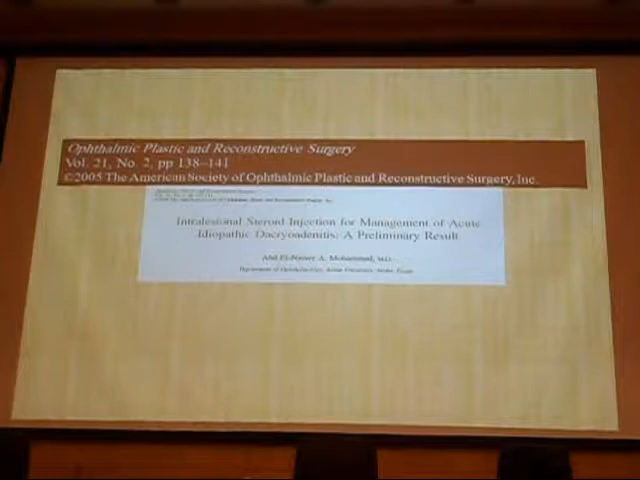 Ophthalmic Plastic and Reconstructive Surgery
Vol. 21, No. 2, pp 138–141
©2005 The American Society of Ophthalmic Plastic and Reconstructive Surgery, Inc.
Intralesional Steroid Injection for Management of Acute
Idiopathic Dacryoadenitis: A Preliminary Result
Abd El-Nasser A. Mohammad, M.D.